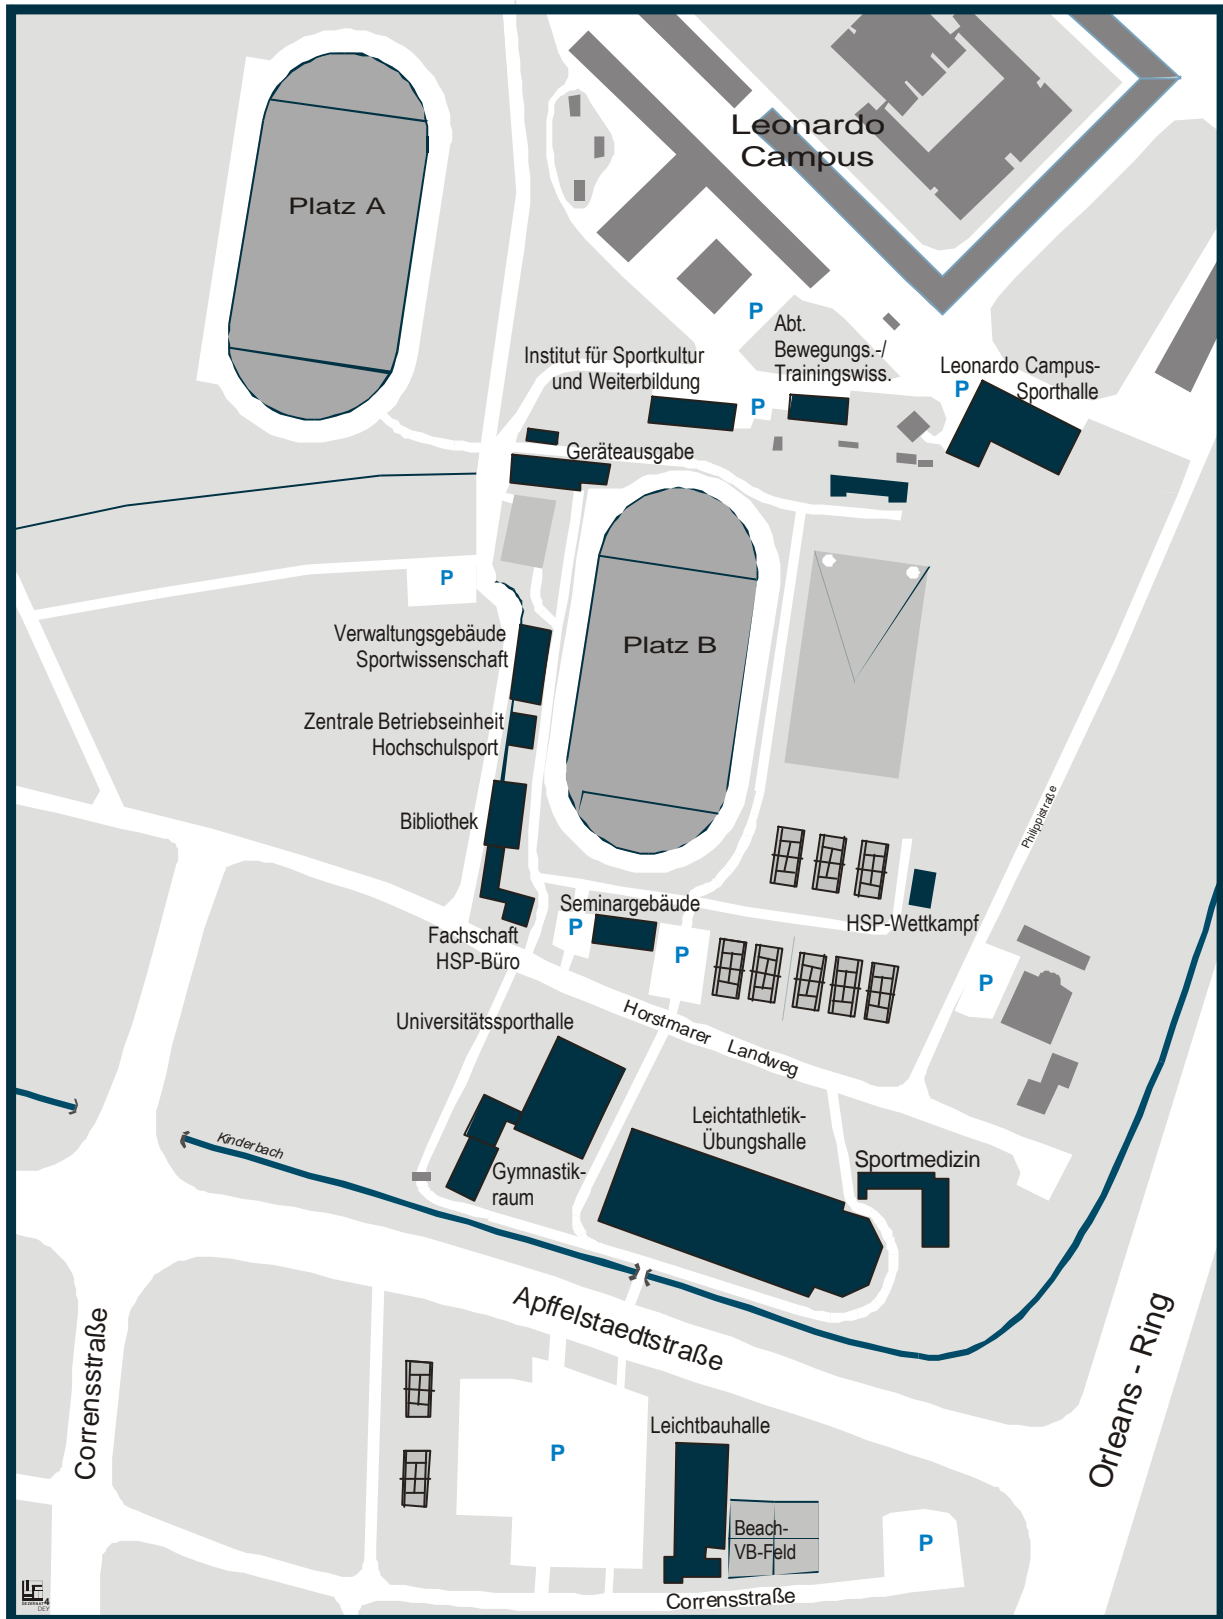 Leonardo
Campus
Platz A
P
Abt.
Bewegungs.-/
Trainingswiss.
Institut für Sportkultur
und Weiterbildung
P
Leonardo Campus-
P
Sporthalle
Geräteausgabe
P
Verwaltungsgebäude
Sportwissenschaft
Platz B
Zentrale Betriebseinheit
Hochschulsport
Bibliothek
Philippistraße
Seminargebäude
P
HSP-Wettkampf
Fachschaft
HSP-Büro
P
P
Universitätssporthalle
Horstmarer Landweg
Leichtathletik-
Übungshalle
Kinderbach
Sportmedizin
Gymnastik-
raum
Apffelstaedtstraße
Corrensstraße
Orleans - Ring
Leichtbauhalle
P
Beach-
VB-Feld
P
Corrensstraße